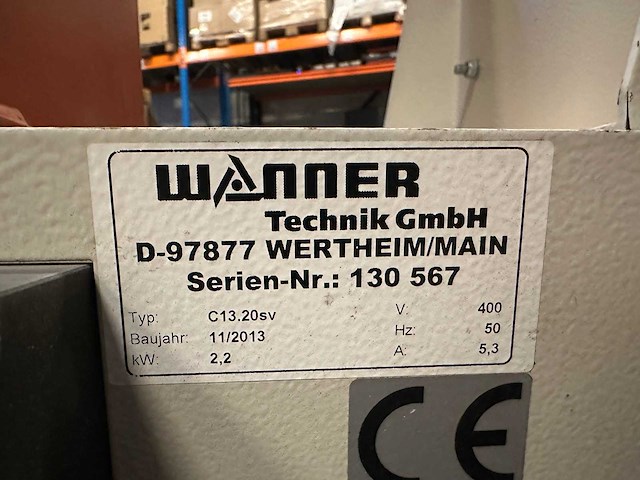 WANNER
Technik GmbH
D-97877 WERTHEIM/MAIN
Serien-Nr.: 130 567
Typ: C13.20sv V: 400
Baujahr: 11/2013 Hz: 50
kW: 2,2 A: 5,3
CE